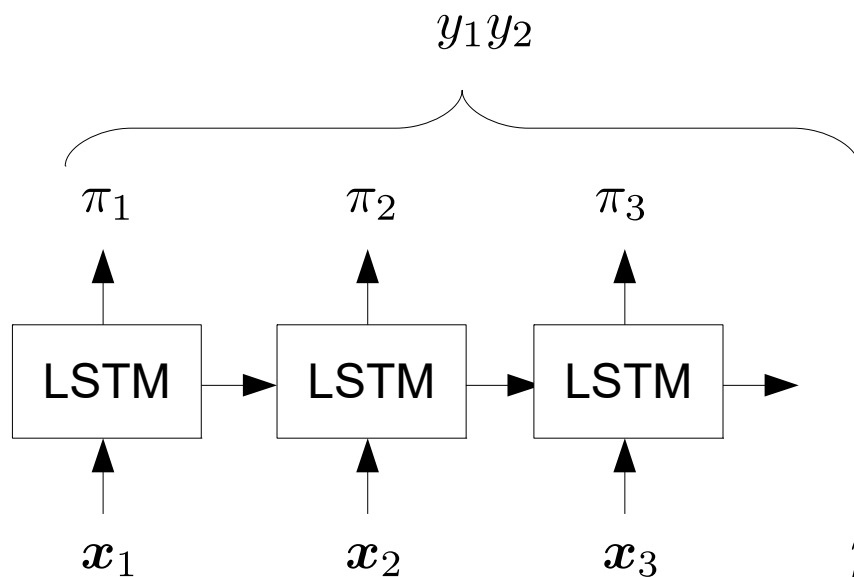 y₁y₂
π₁ π₂ π₃
LSTM LSTM LSTM
x₁ x₂ x₃